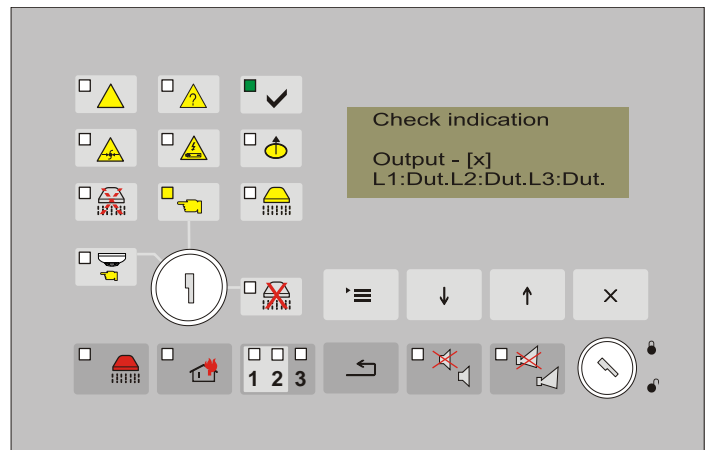 ?
Check indication
Output - [x]
L1:Dut.L2:Dut.L3:Dut.
1 2 3